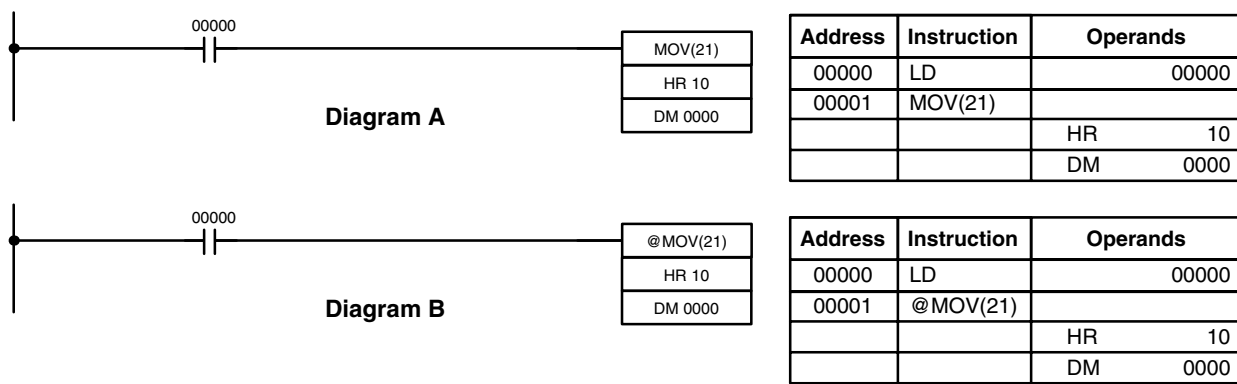 00000
MOV(21)
HR 10
DM 0000
Diagram A
Address Instruction Operands
00000 LD 00000
00001 MOV(21)
HR 10
DM 0000
00000
@MOV(21)
HR 10
DM 0000
Diagram B
Address Instruction Operands
00000 LD 00000
00001 @MOV(21)
HR 10
DM 0000